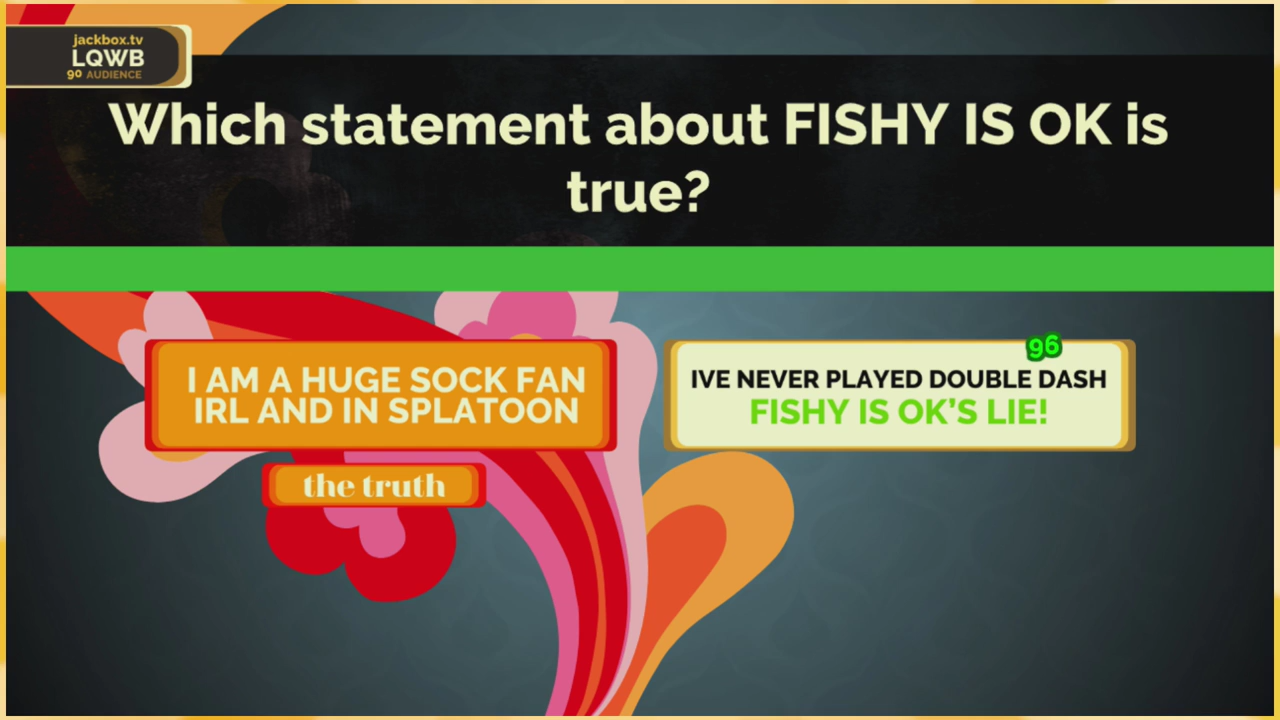 jackbox.tv
LQWB
90 AUDIENCE
Which statement about FISHY IS OK is
true?
96
I AM A HUGE SOCK FAN
IRL AND IN SPLATOON
IVE NEVER PLAYED DOUBLE DASH
FISHY IS OK'S LIE!
the truth